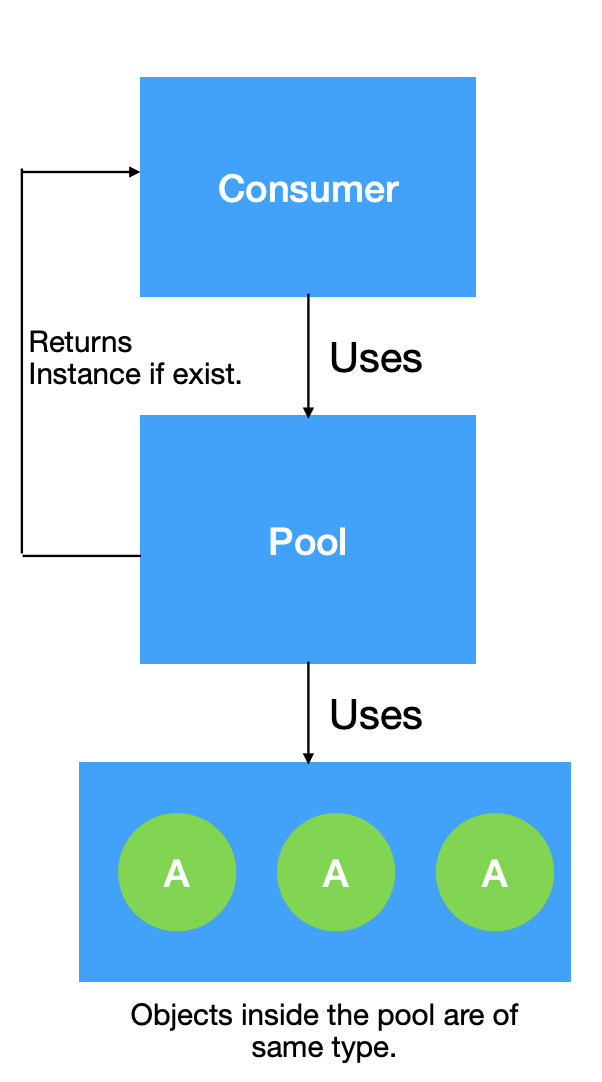 Consumer
Returns
Instance if exist.
Uses
Pool
Uses
A
A
A
Objects inside the pool are of
same type.